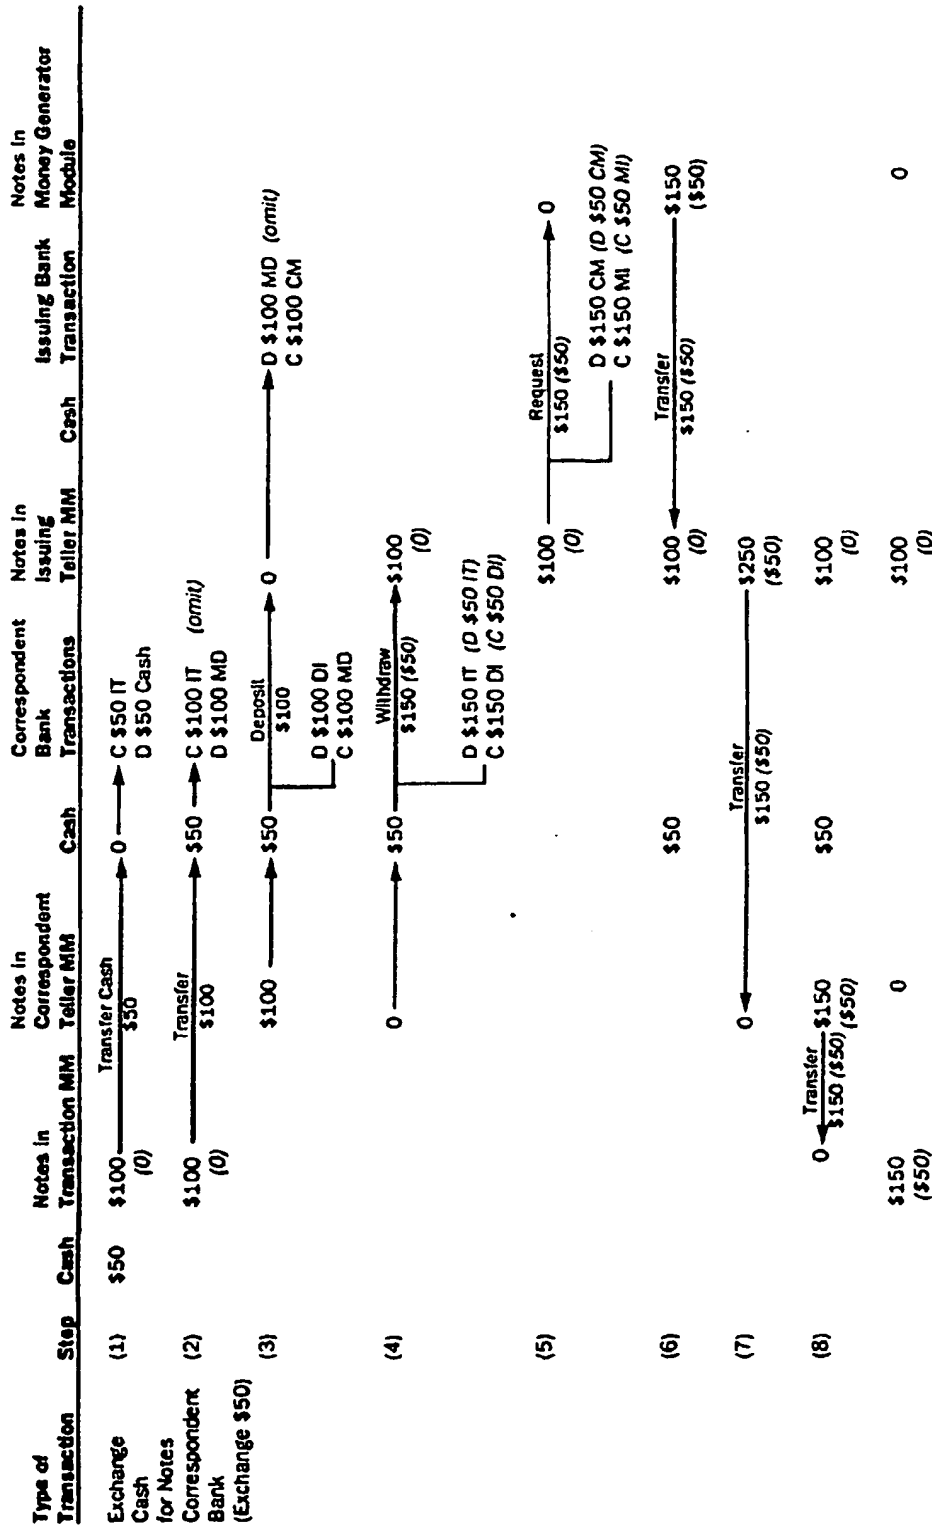 Type of Transaction
Step
Cash
Notes in Transaction MM
Notes in Correspondent Teller MM
Cash
Correspondent Bank Transactions
Notes in Issuing Teller MM
Cash
Issuing Bank Transaction
Notes in Money Generator Module
Exchange
Cash
for Notes
Correspondent
Bank
(Exchange $50)
(1)
$50
$100
(0)
Transfer Cash
$50
0
C $50 IT
D $50 Cash
(2)
$100
(0)
Transfer
$100
$50
C $100 IT (omit)
D $100 MD
(3)
$100
$50
Deposit
$100
D $100 DI
C $100 MD
0
D $100 MD (omit)
C $100 CM
(4)
0
$50
Withdraw
$150 ($50)
D $150 IT (D $50 IT)
C $150 DI (C $50 DI)
$100
(0)
(5)
$100
(0)
Request
$150 ($50)
D $150 CM (D $50 CM)
C $150 MI (C $50 MI)
0
(6)
$50
$100
(0)
Transfer
$150 ($50)
$150
($50)
(7)
0
Transfer
$150 ($50)
$250
($50)
(8)
0
Transfer
$150 ($50)
$150
($50)
$50
$100
(0)
$150
($50)
0
$100
(0)
0